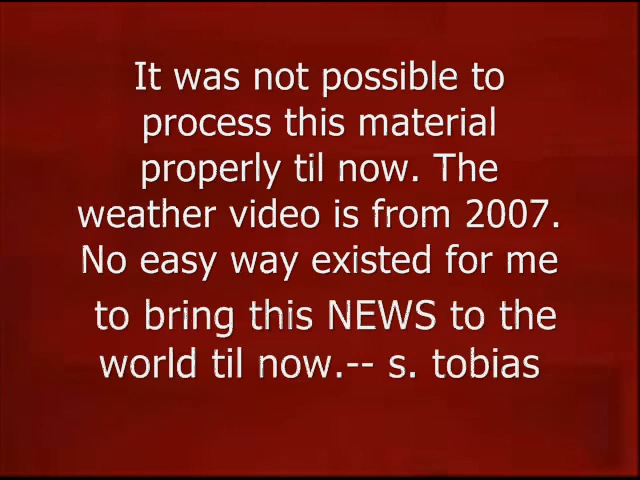 It was not possible to
process this material
properly til now. The
weather video is from 2007.
No easy way existed for me
to bring this NEWS to the
world til now.-- s. tobias